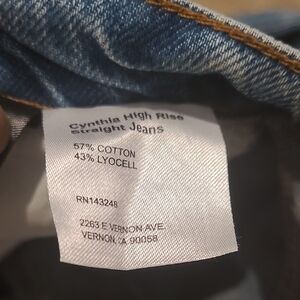 Cynthia High Rise
Straight Jeans
57% COTTON
43% LYOCELL
RN143248
2263 E VERNON AVE.
VERNON, CA 90058